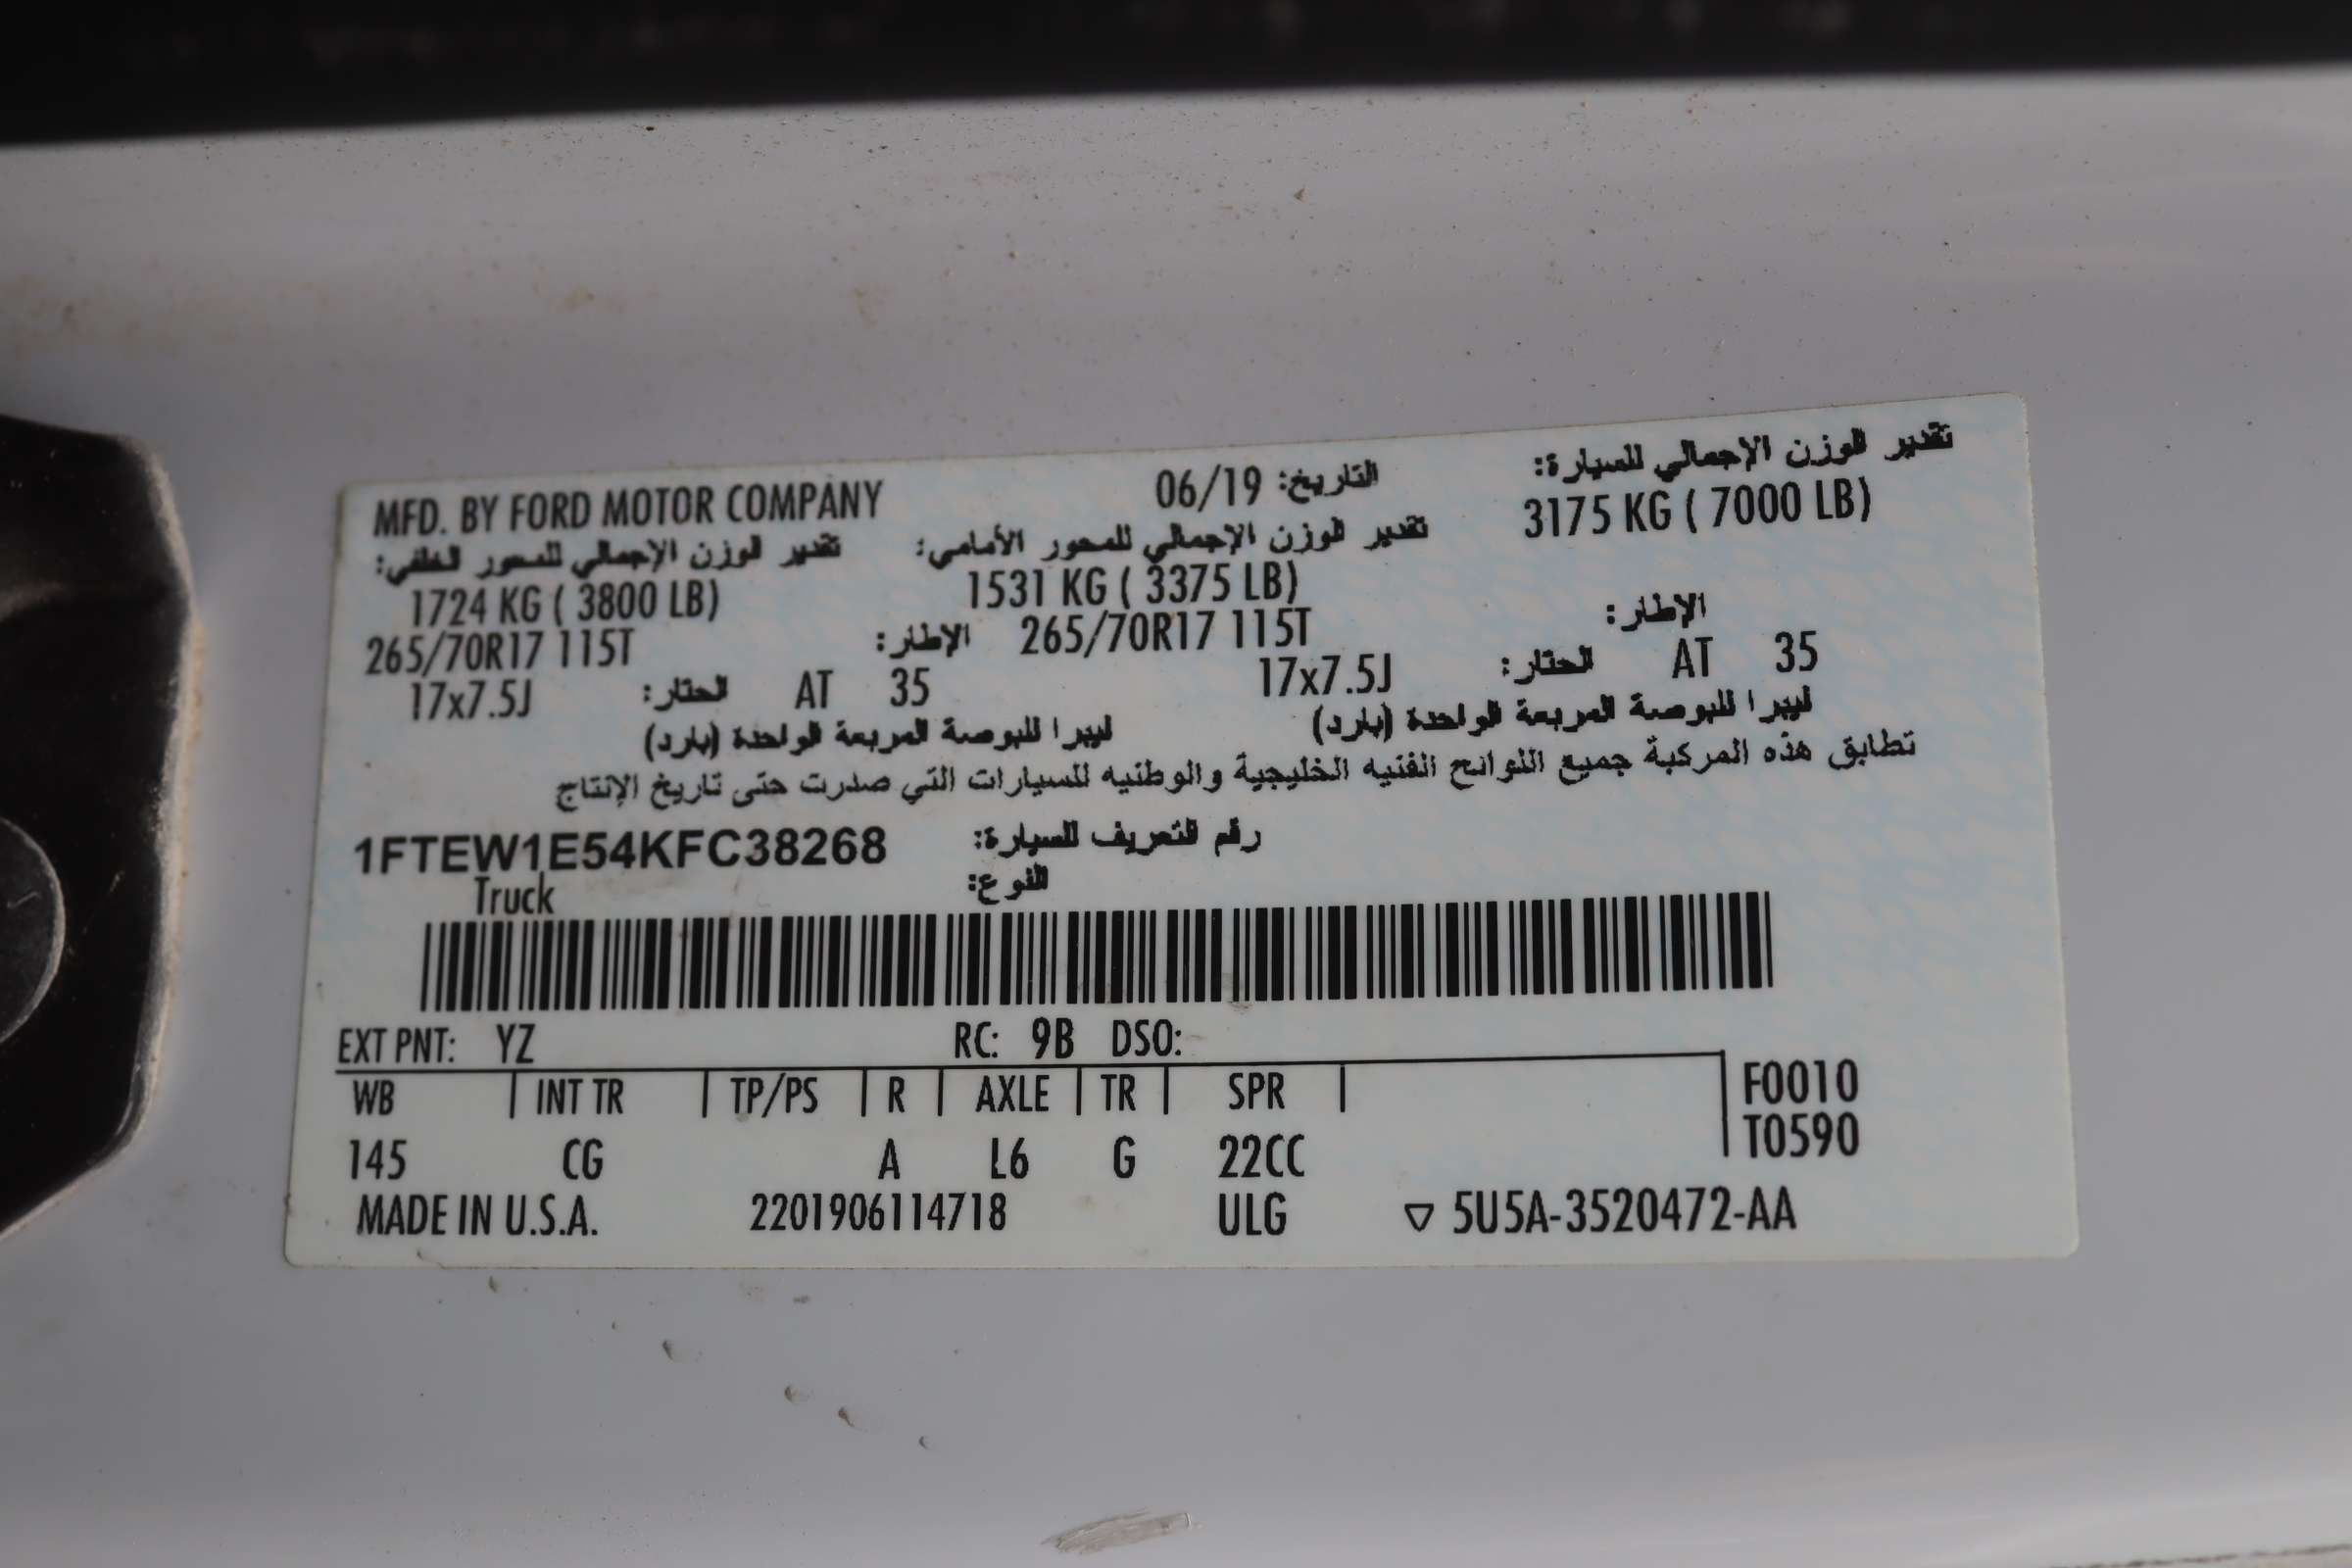 تقدير الوزن الإجمالي للسيارة:
MFD. BY FORD MOTOR COMPANY 06/19 التاريخ: 3175 KG ( 7000 LB)
تقدير الوزن الإجمالي للمحور الخلفي: تقدير الوزن الإجمالي للمحور الأمامي:
1724 KG ( 3800 LB) 1531 KG ( 3375 LB)
265/70R17 115T الإطار: 265/70R17 115T الإطار:
17x7.5J الحتار: AT 35 17x7.5J الحتار: AT 35
ليبرا للبوصة المربعة الواحدة (بارد) ليبرا للبوصة المربعة الواحدة (بارد)
تطابق هذه المركبة جميع اللوائح الفنيه الخليجية والوطنيه للسيارات التي صدرت حتى تاريخ الإنتاج
1FTEW1E54KFC38268 رقم التعريف للسيارة:
Truck النوع:
EXT PNT: YZ RC: 9B DSO:
WB | INT TR | TP/PS | R | AXLE | TR | SPR | F0010
T0590
145 CG A L6 G 22CC
MADE IN U.S.A. 2201906114718 ULG ▽ 5U5A-3520472-AA